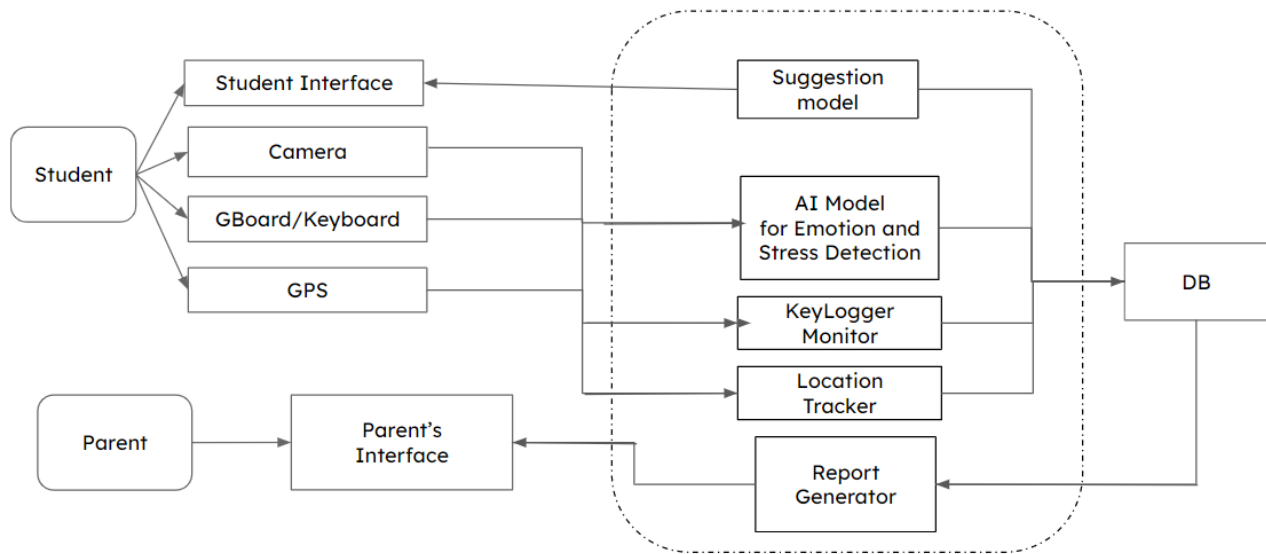 Student Interface
Suggestion
model
Camera
Student
GBoard/Keyboard
AI Model
for Emotion and
Stress Detection
GPS
DB
KeyLogger
Monitor
Location
Tracker
Parent
Parent's
Interface
Report
Generator